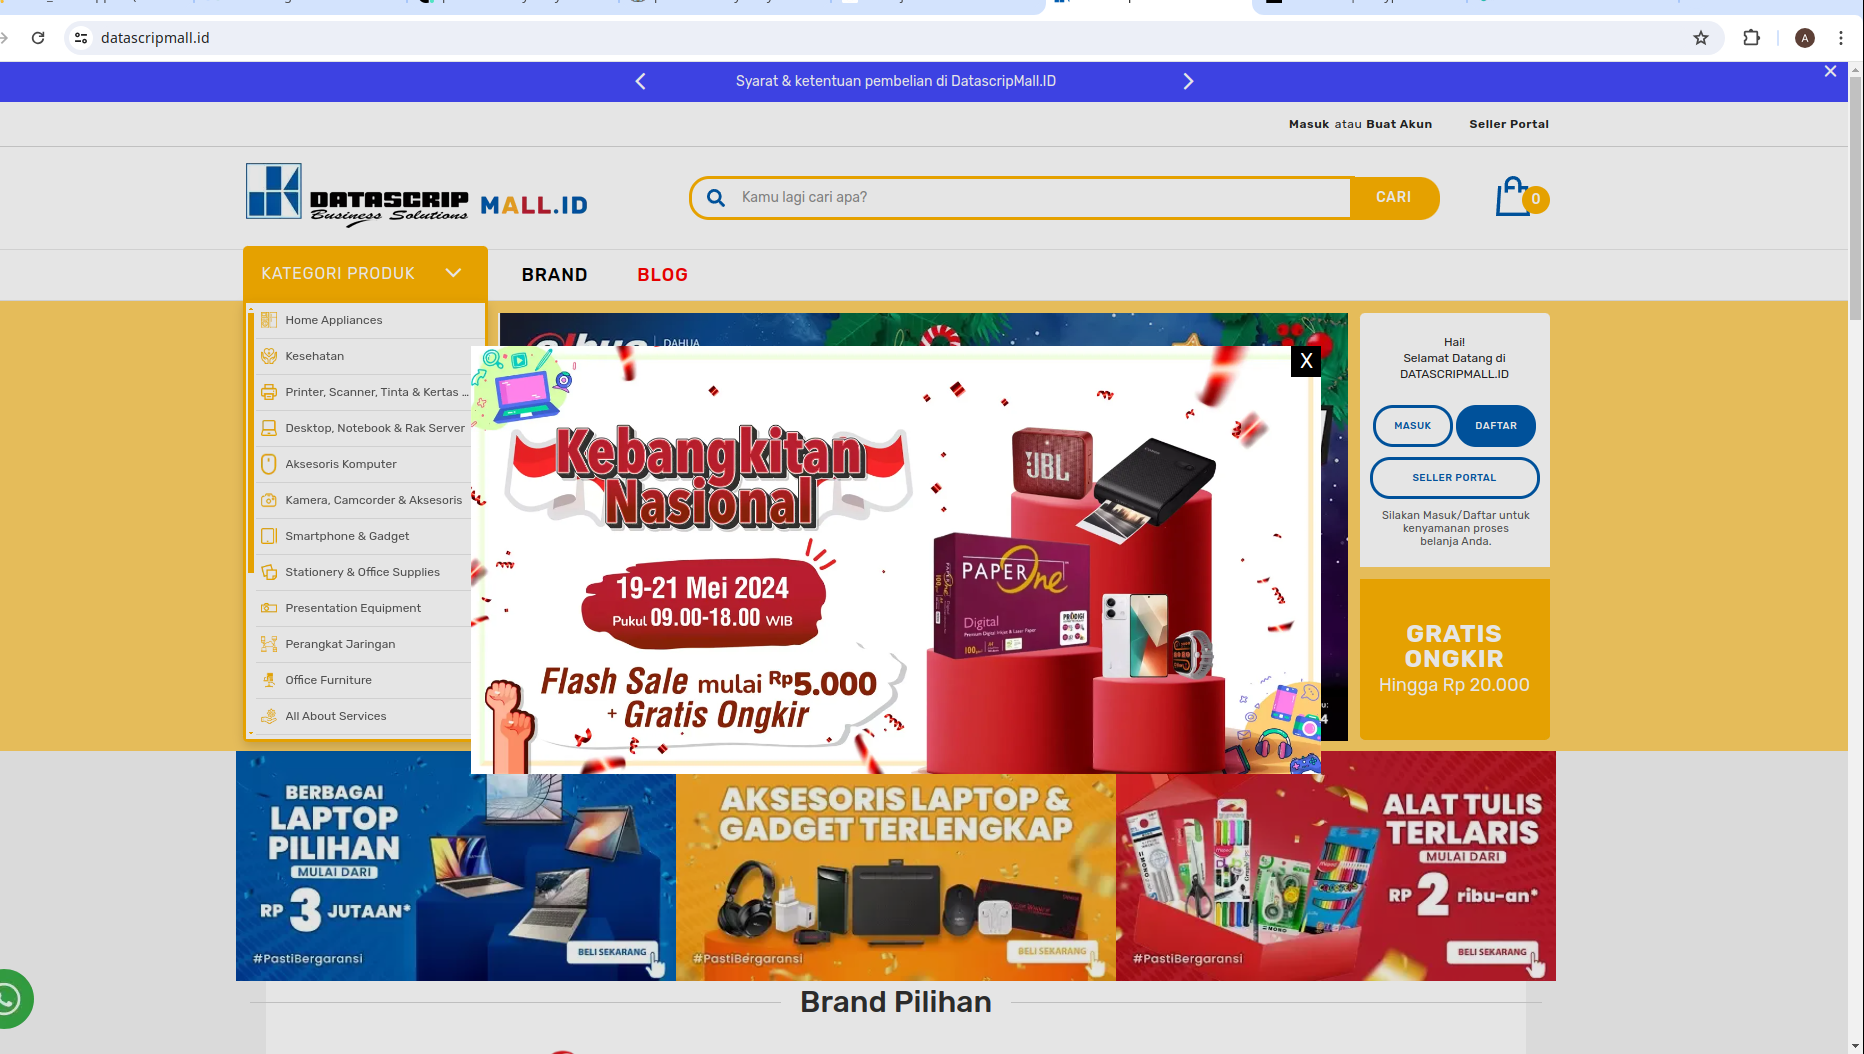 datascripmall.id
A
Syarat & ketentuan pembelian di DatascripMall.ID
Masuk atau Buat Akun
Seller Portal
DATASCRIP
Business Solutions
MALL.ID
Kamu lagi cari apa?
CARI
0
KATEGORI PRODUK
BRAND
BLOG
Home Appliances
Kesehatan
Printer, Scanner, Tinta & Kertas ...
Desktop, Notebook & Rak Server
Aksesoris Komputer
Kamera, Camcorder & Aksesoris
Smartphone & Gadget
Stationery & Office Supplies
Presentation Equipment
Perangkat Jaringan
Office Furniture
All About Services
DAHUA
X
Kebangkitan
Nasional
19-21 Mei 2024
Pukul 09.00-18.00 WIB
Flash Sale mulai Rp5.000
+ Gratis Ongkir
JBL
PAPER One
Digital
Premium Digital Inkjet & Laser Paper
100
PRŌDIGI
Hai!
Selamat Datang di
DATASCRIPMALL.ID
MASUK
DAFTAR
SELLER PORTAL
Silakan Masuk/Daftar untuk
kenyamanan proses
belanja Anda.
GRATIS
ONGKIR
Hingga Rp 20.000
BERBAGAI
LAPTOP
PILIHAN
MULAI DARI
RP 3 JUTAAN*
#PastiBergaransi
BELI SEKARANG
AKSESORIS LAPTOP &
GADGET TERLENGKAP
#PastiBergaransi
BELI SEKARANG
ALAT TULIS
TERLARIS
MULAI DARI
RP 2 ribu-an*
#PastiBergaransi
BELI SEKARANG
Brand Pilihan